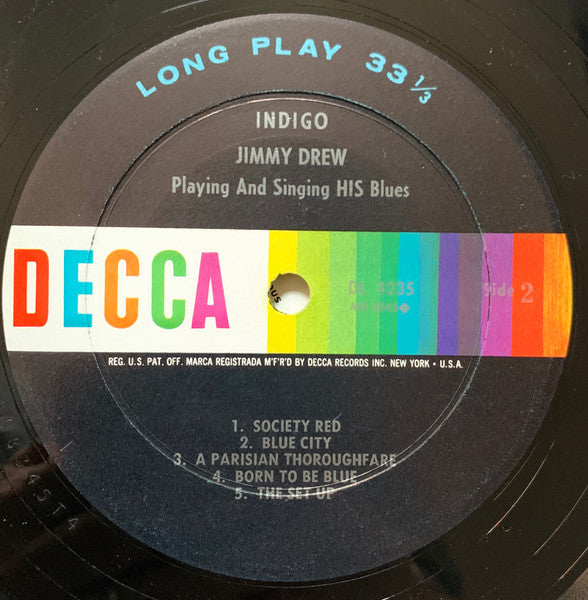 LONG PLAY 33⅓
INDIGO
JIMMY DREW
Playing And Singing HIS Blues
DECCA
DL 4235
Side 2
REG. U.S. PAT. OFF. MARCA REGISTRADA M'F'R'D BY DECCA RECORDS INC. NEW YORK • U.S.A.
1. SOCIETY RED
2. BLUE CITY
3. A PARISIAN THOROUGHFARE
4. BORN TO BE BLUE
5. THE SET UP